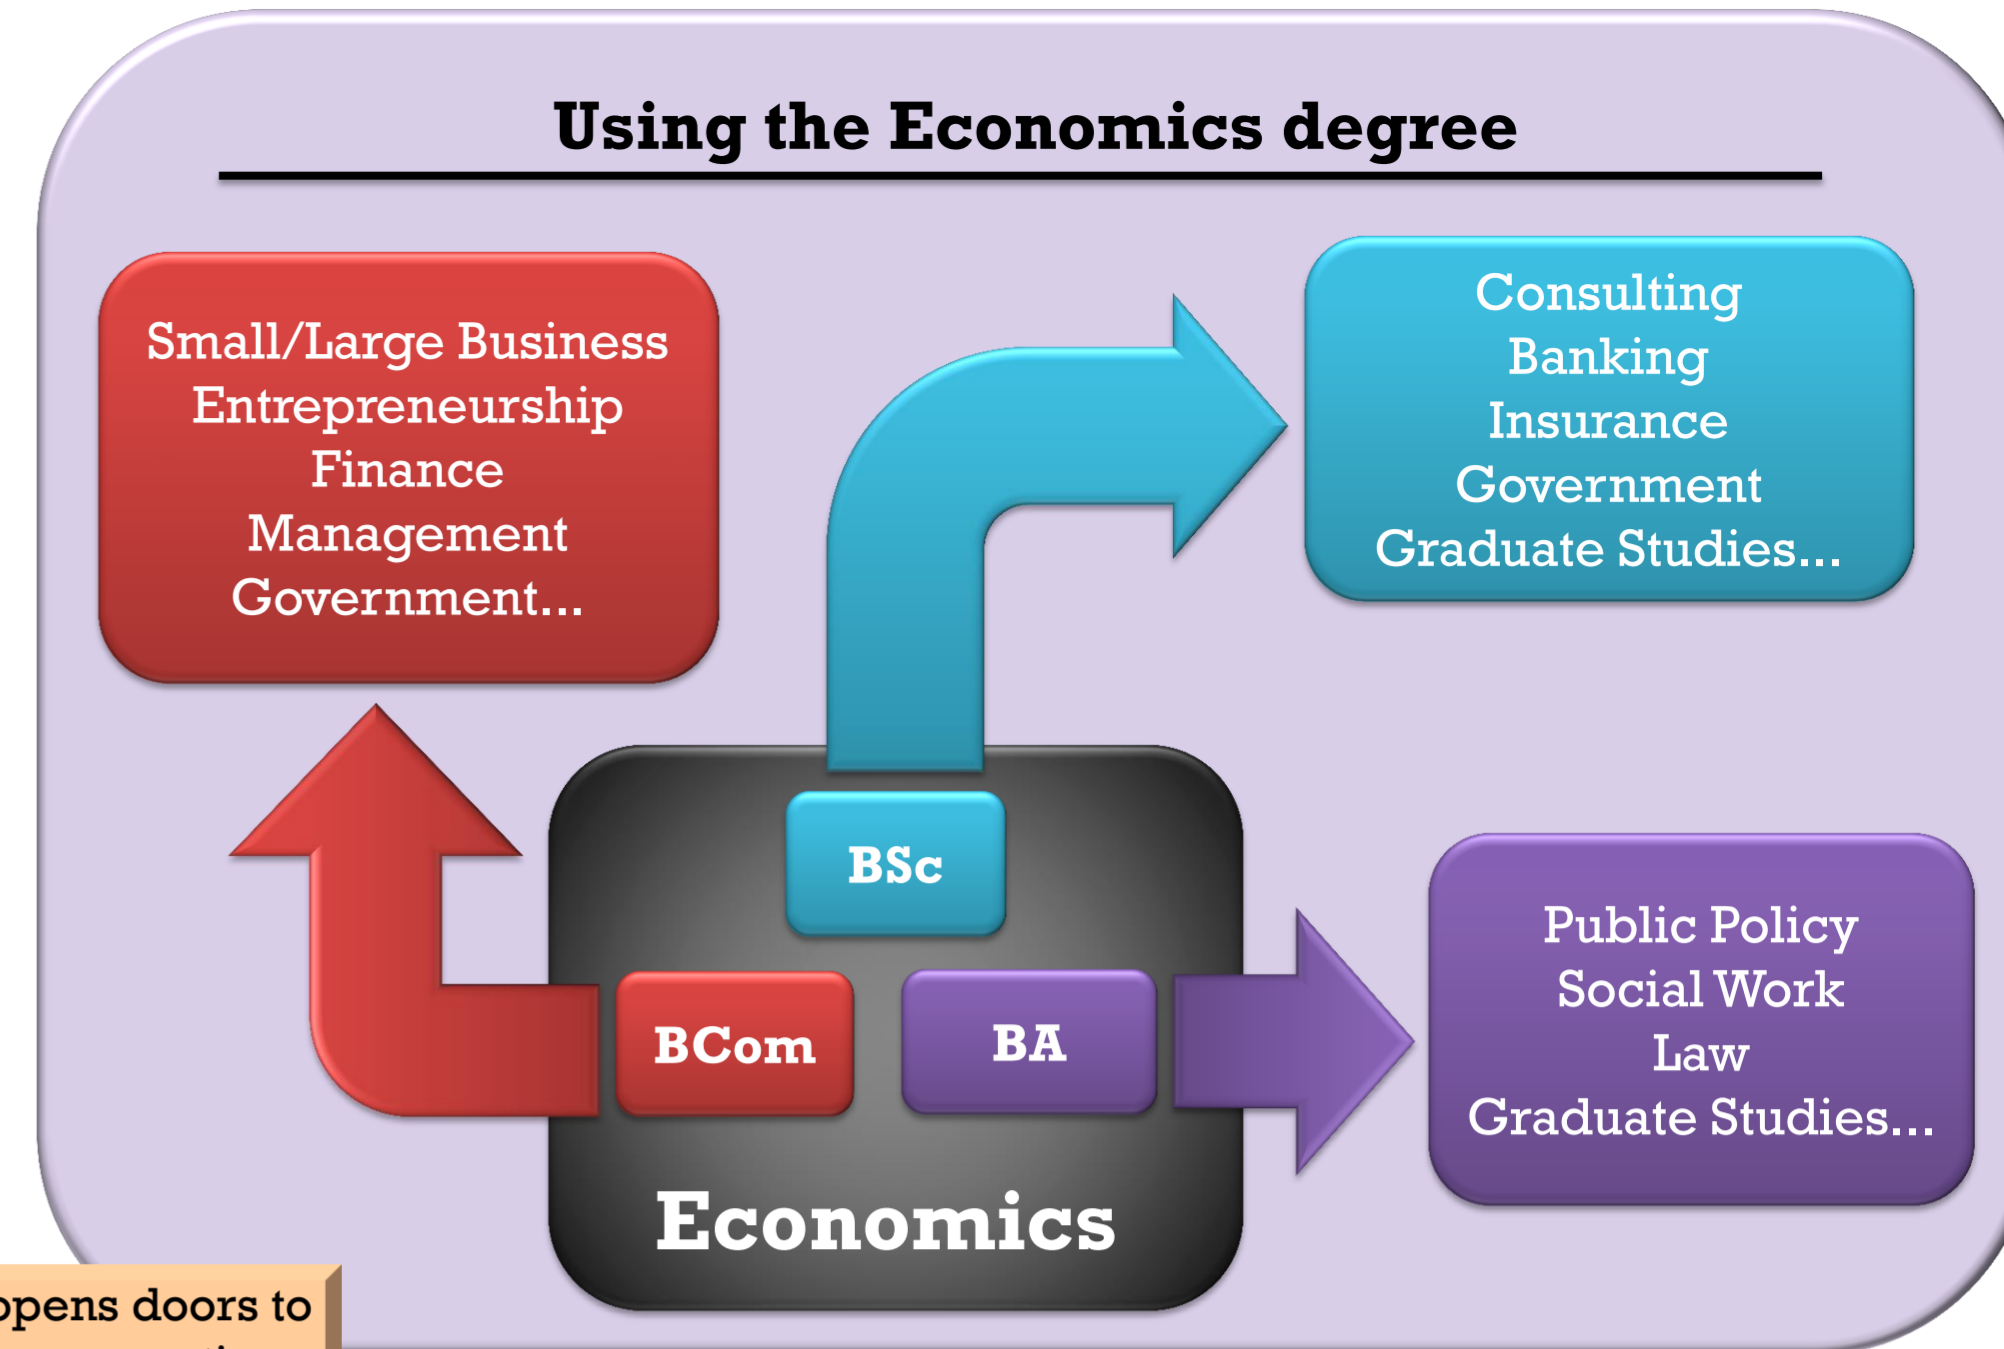 Using the Economics degree
Small/Large Business
Entrepreneurship
Finance
Management
Government...
Consulting
Banking
Insurance
Government
Graduate Studies...
BSc
BCom
BA
Economics
Public Policy
Social Work
Law
Graduate Studies...
opens doors to